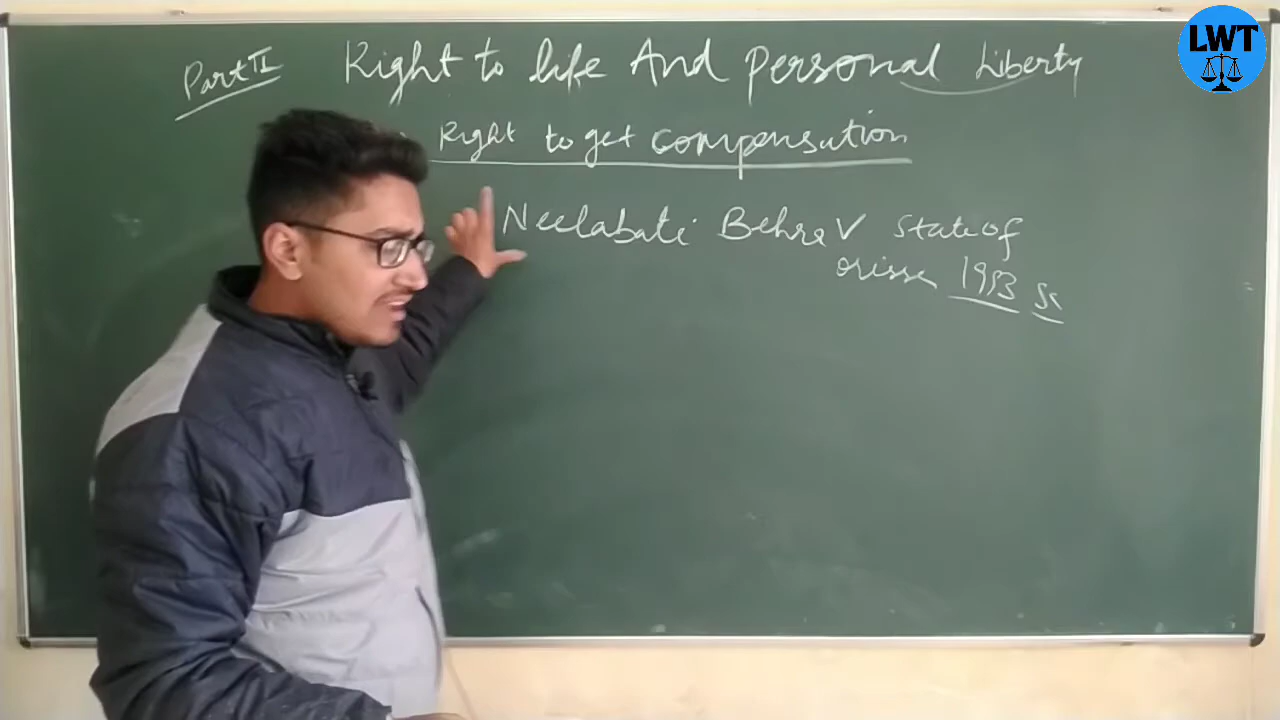 LWT
Part II
Right to life And personal Liberty
Right to get compensation
Neelabati Behra V State of
orissa 1993 SC